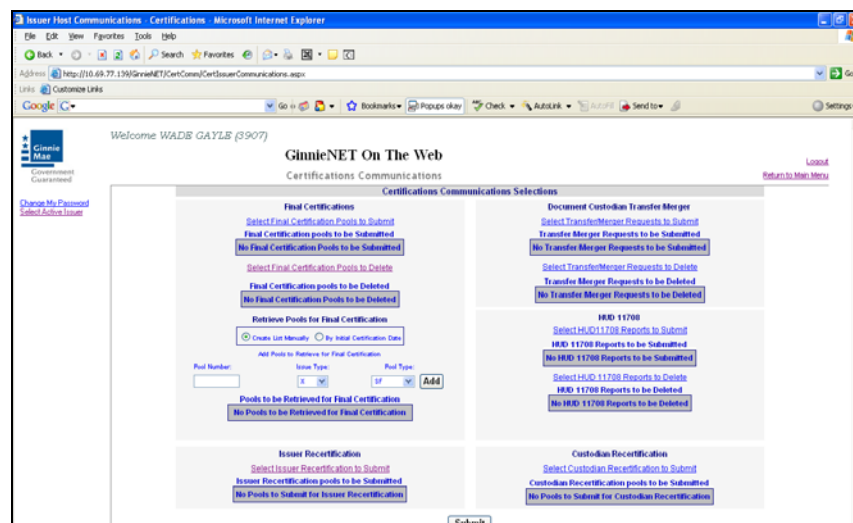 Issuer Host Communications - Certifications - Microsoft Internet Explorer
File Edit View Favorites Tools Help
Back Search Favorites
Address http://10.69.77.139/GinnieNET/CertComm/CertIssuerCommunications.aspx Go
Links Customize Links
Google Go Bookmarks Popups okay Check AutoLink AutoFill Send to Settings
Ginnie
Mae
Government
Guaranteed
Welcome WADE GAYLE (3907)
GinnieNET On The Web
Certifications Communications
Logout
Return to Main Menu
Change My Password
Select Active Issuer
Certifications Communications Selections
Final Certifications
Select Final Certification Pools to Submit
Final Certification pools to be Submitted
No Final Certification Pools to be Submitted
Select Final Certification Pools to Delete
Final Certification pools to be Deleted
No Final Certification Pools to be Deleted
Retrieve Pools for Final Certification
Create List Manually By Initial Certification Date
Add Pools to Retrieve for Final Certification
Pool Number: Issue Type: Pool Type:
X SF Add
Pools to be Retrieved for Final Certification
No Pools to be Retrieved for Final Certification
Document Custodian Transfer Merger
Select Transfer/Merger Requests to Submit
Transfer Merger Requests to be Submitted
No Transfer Merger Requests to be Submitted
Select Transfer/Merger Requests to Delete
Transfer Merger Requests to be Deleted
No Transfer Merger Requests to be Deleted
HUD 11708
Select HUD11708 Reports to Submit
HUD 11708 Reports to be Submitted
No HUD 11708 Reports to be Submitted
Select HUD 11708 Reports to Delete
HUD 11708 Reports to be Deleted
No HUD 11708 Reports to be Deleted
Issuer Recertification
Select Issuer Recertification to Submit
Issuer Recertification pools to be Submitted
No Pools to Submit for Issuer Recertification
Custodian Recertification
Select Custodian Recertification to Submit
Custodian Recertification pools to be Submitted
No Pools to Submit for Custodian Recertification
Submit